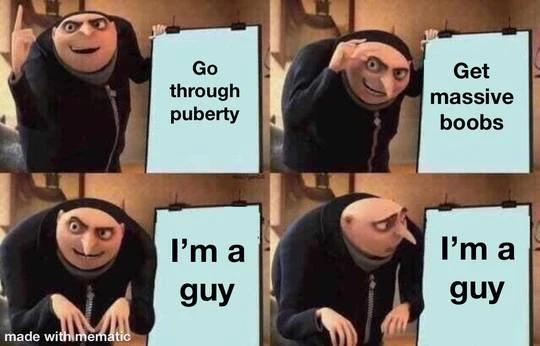 Go
through
puberty
Get
massive
boobs
I'm a
guy
I'm a
guy
made with mematic